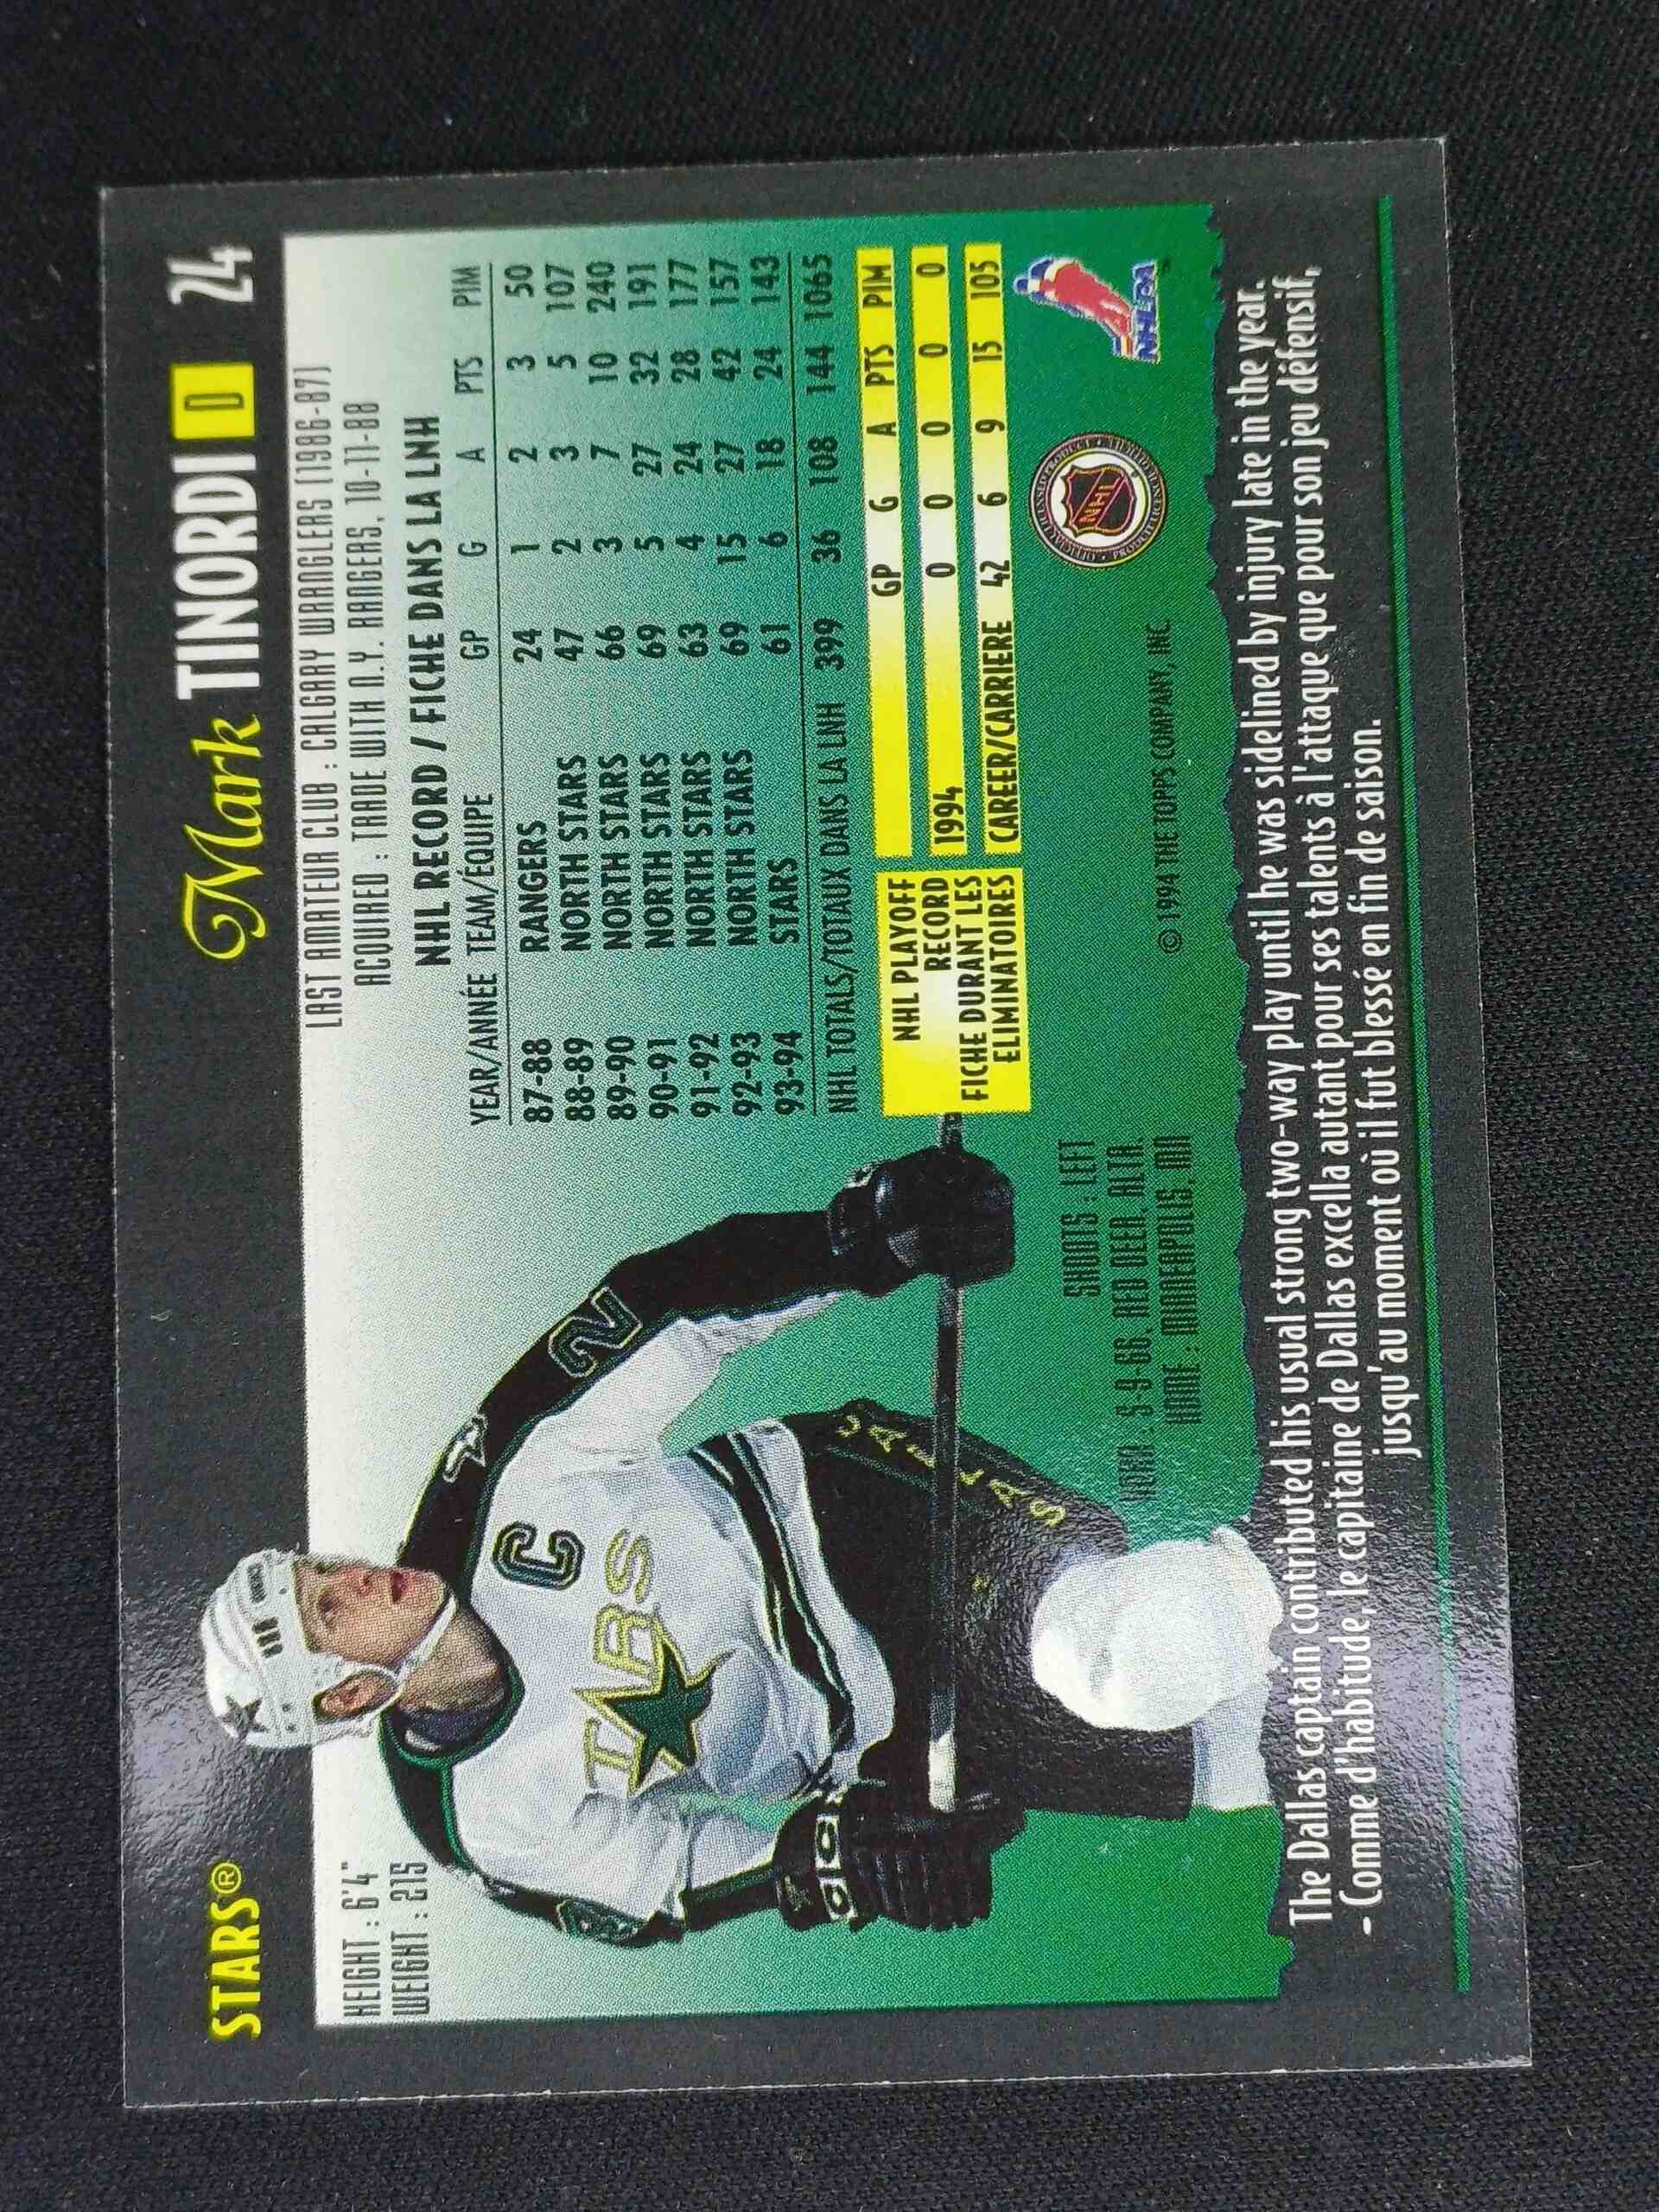 STARS®
Mark TINORDI D 24
HEIGHT : 6'4"
WEIGHT : 215
LAST AMATEUR CLUB : CALGARY WRANGLERS (1986-87)
ACQUIRED : TRADE WITH N.Y. RANGERS, 10-11-88
NHL RECORD / FICHE DANS LA LNH
YEAR/ANNÉE TEAM/ÉQUIPE GP G A PTS PIM
87-88 RANGERS 24 1 2 3 50
88-89 NORTH STARS 47 2 3 5 107
89-90 NORTH STARS 66 3 7 10 240
90-91 NORTH STARS 69 5 27 32 191
91-92 NORTH STARS 63 4 24 28 177
92-93 NORTH STARS 69 15 27 42 157
93-94 STARS 61 6 18 24 143
NHL TOTALS/TOTAUX DANS LA LNH 399 36 108 144 1065
NHL PLAYOFF
RECORD
FICHE DURANT LES
ELIMINATOIRES
GP G A PTS PIM
1994 0 0 0 0 0
CAREER/CARRIERE 42 6 9 15 105
C
STARS
2
DALLAS
CCM
SHOOTS : LEFT
BORN : 5-9-66, RED DEER, ALTA.
HOME : MINNEAPOLIS, MN
© 1994 THE TOPPS COMPANY, INC.
NHL
NHLPA
The Dallas captain contributed his usual strong two-way play until he was sidelined by injury late in the year.
- Comme d'habitude, le capitaine de Dallas excella autant pour ses talents à l'attaque que pour son jeu défensif,
jusqu'au moment où il fut blessé en fin de saison.